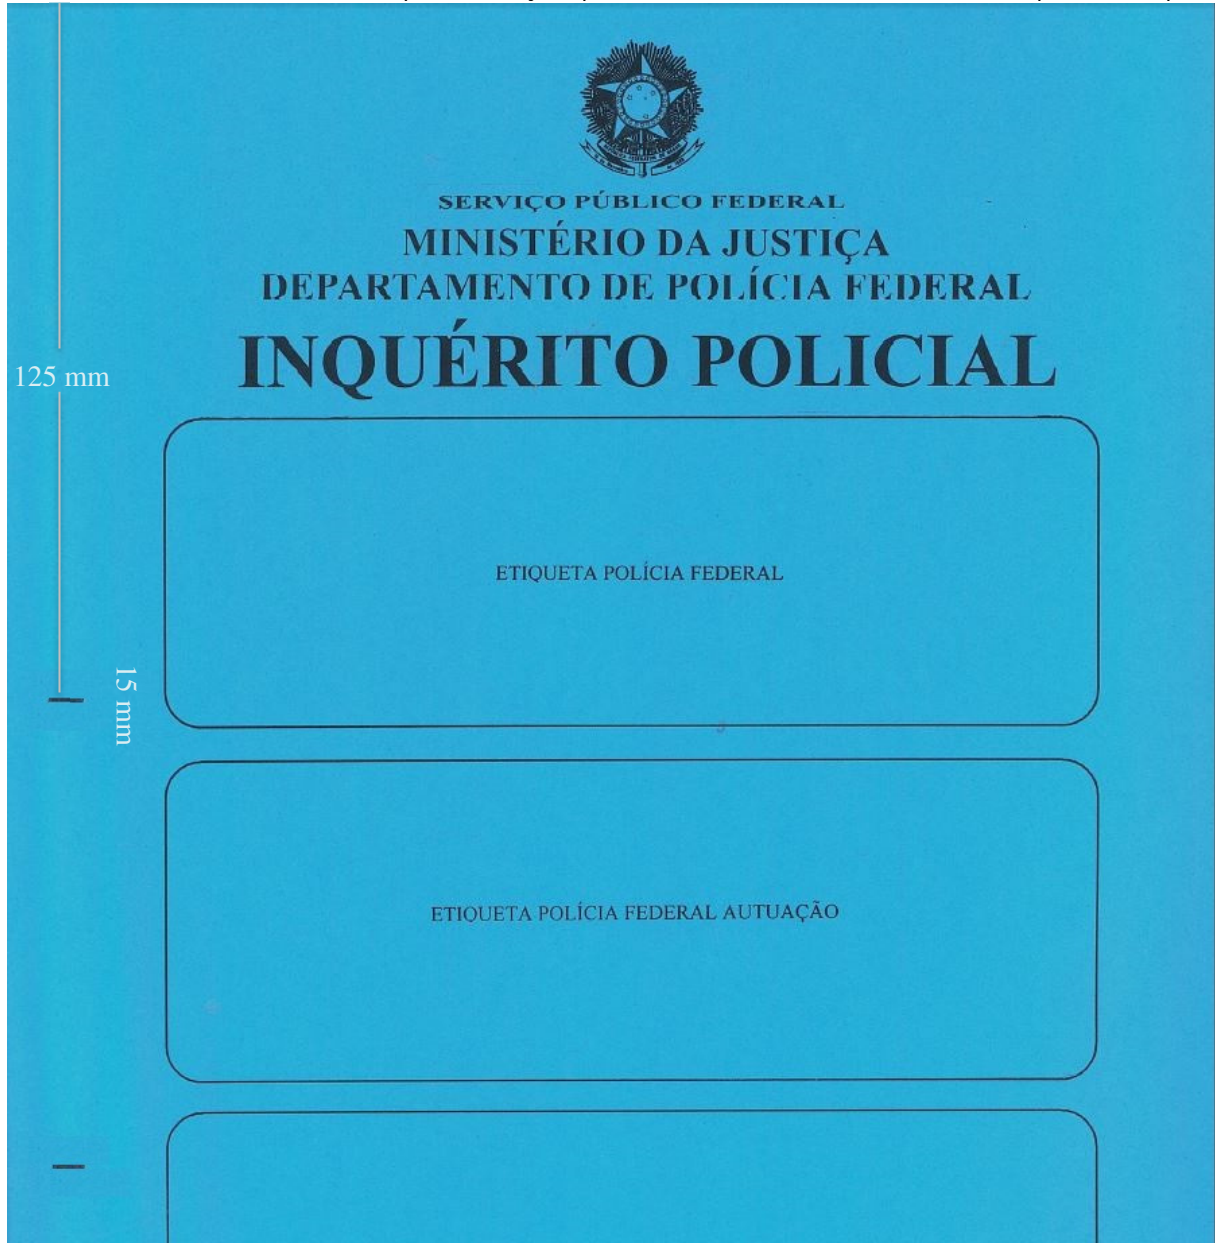 SERVIÇO PÚBLICO FEDERAL
MINISTÉRIO DA JUSTIÇA
DEPARTAMENTO DE POLÍCIA FEDERAL
INQUÉRITO POLICIAL
125 mm
ETIQUETA POLÍCIA FEDERAL
15 mm
ETIQUETA POLÍCIA FEDERAL AUTUAÇÃO